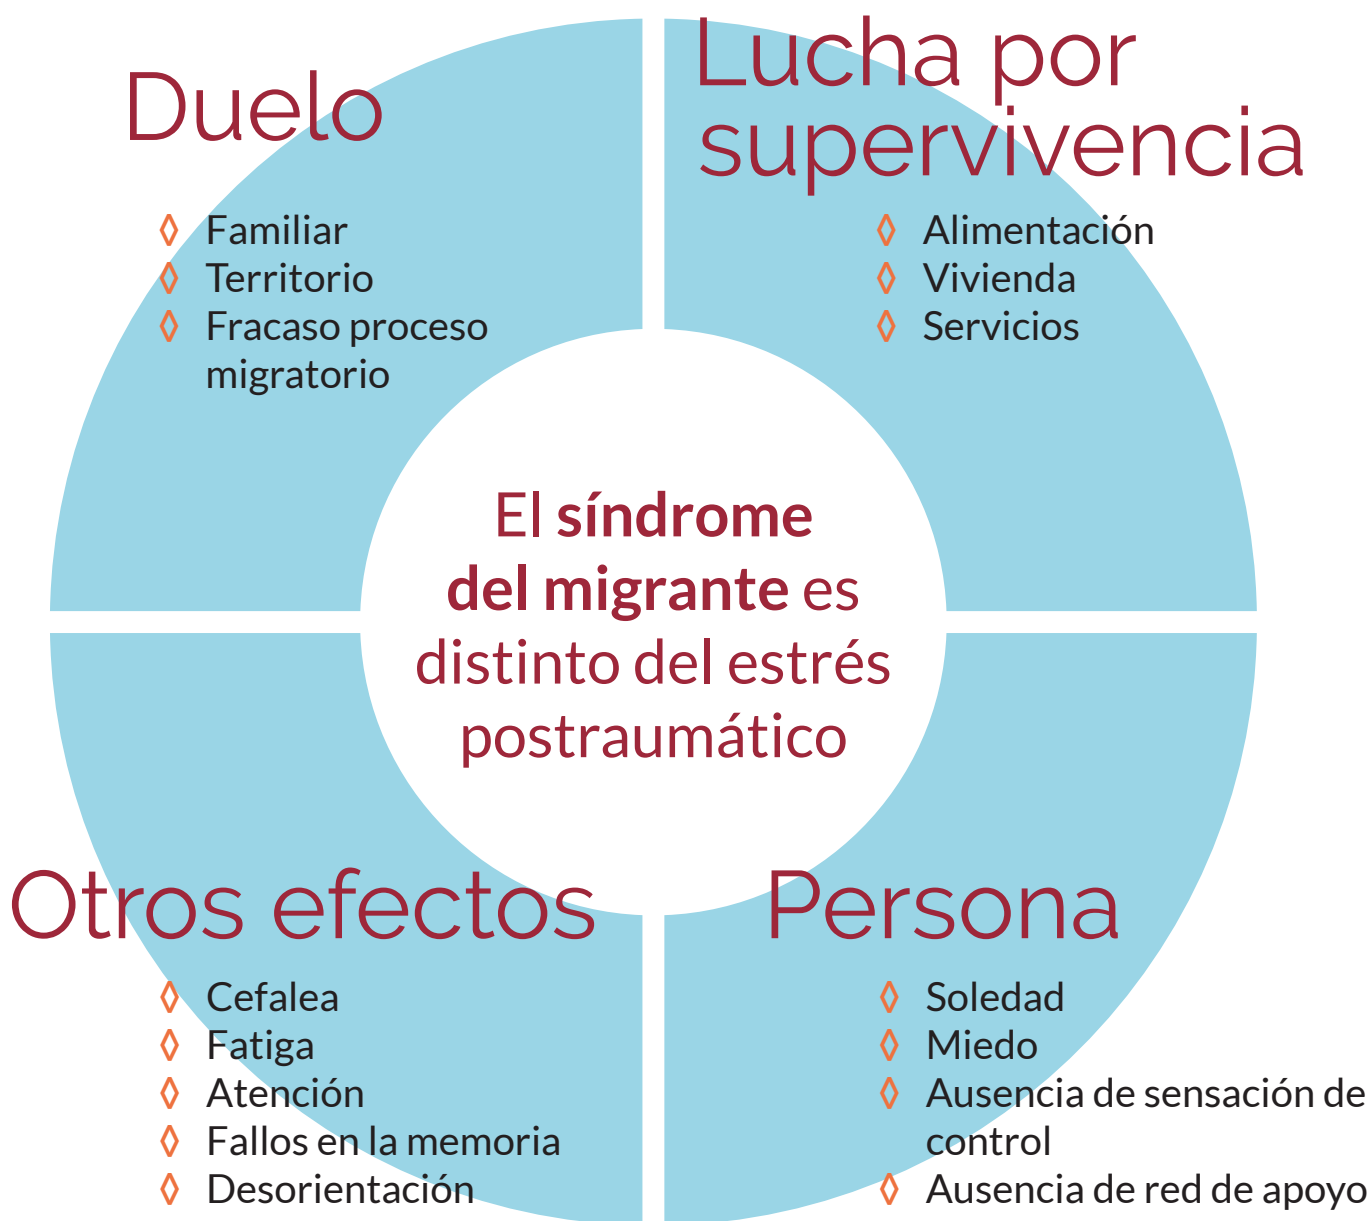 Duelo
◊ Familiar
◊ Territorio
◊ Fracaso proceso
migratorio
Lucha por
supervivencia
◊ Alimentación
◊ Vivienda
◊ Servicios
El síndrome
del migrante es
distinto del estrés
postraumático
Otros efectos
◊ Cefalea
◊ Fatiga
◊ Atención
◊ Fallos en la memoria
◊ Desorientación
Persona
◊ Soledad
◊ Miedo
◊ Ausencia de sensación de
control
◊ Ausencia de red de apoyo